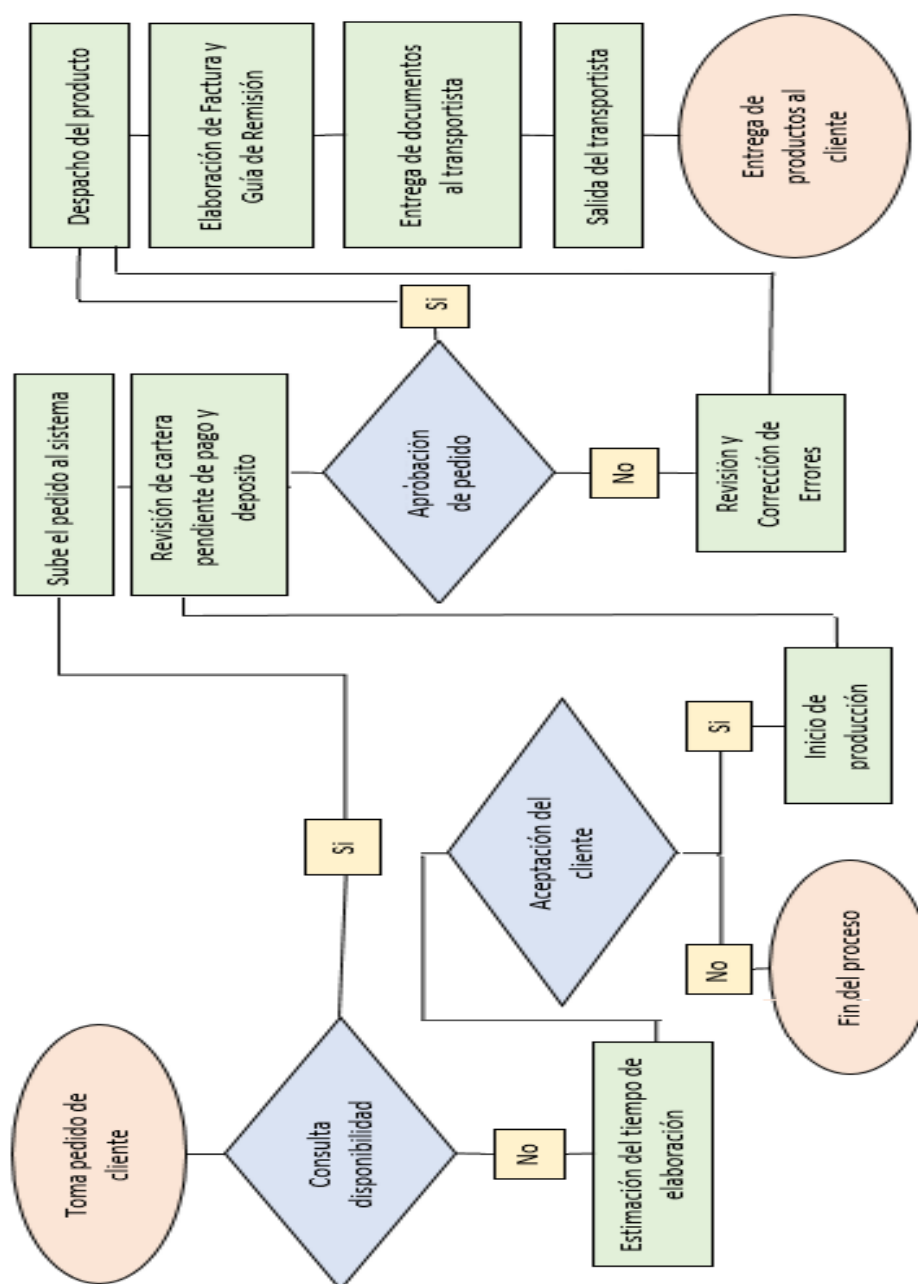 Toma pedido de
cliente
Consulta
disponibilidad
No
Estimación del tiempo de
elaboración
Si
Aceptación del
cliente
No
Fin del proceso
Si
Inicio de
producción
Sube el pedido al sistema
Revisión de cartera
pendiente de pago y
deposito
Apróbación
de pedido
No
Revisión y
Corrección de
Errores
Si
Despacho del producto
Elaboración de Factura y
Guía de Remisión
Entrega de documentos
al transportista
Salida del transportista
Entrega de
productos al
cliente